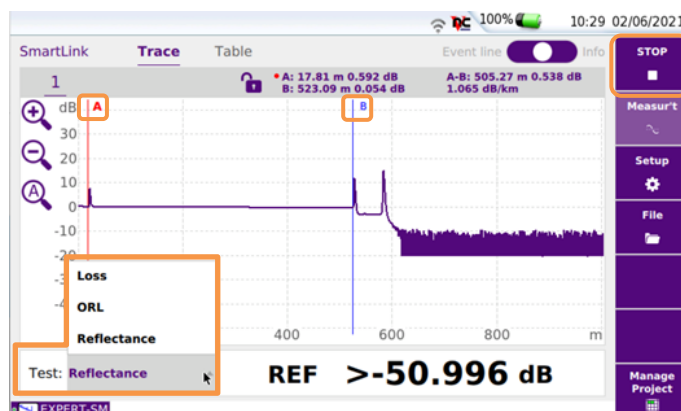 100% 10:29 02/06/2021
SmartLink Trace Table Event line Info STOP
1 A: 17.81 m 0.592 dB A-B: 505.27 m 0.538 dB
B: 523.09 m 0.054 dB 1.065 dB/km
dB A B Measur't
30
20 Setup
10
0 File
-10
-20
Loss
ORL
Reflectance 400 600 800 m
Test: Reflectance REF >-50.996 dB Manage
Project
EXPERT-SM